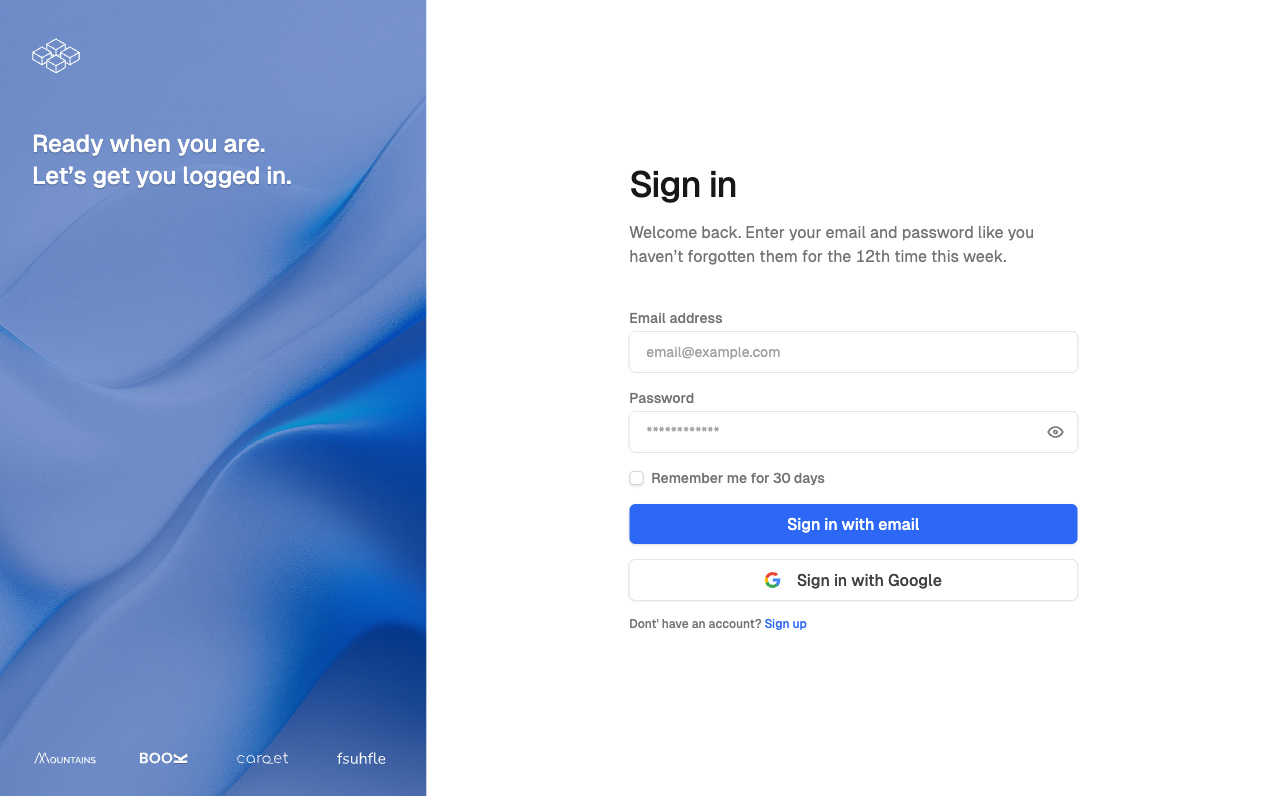 Ready when you are.
Let's get you logged in.
Sign in
Welcome back. Enter your email and password like you
haven't forgotten them for the 12th time this week.
Email address
email@example.com
Password
************
Remember me for 30 days
Sign in with email
Sign in with Google
Dont' have an account? Sign up
MOUNTAINS
BOOK
carqet
fsuhfle